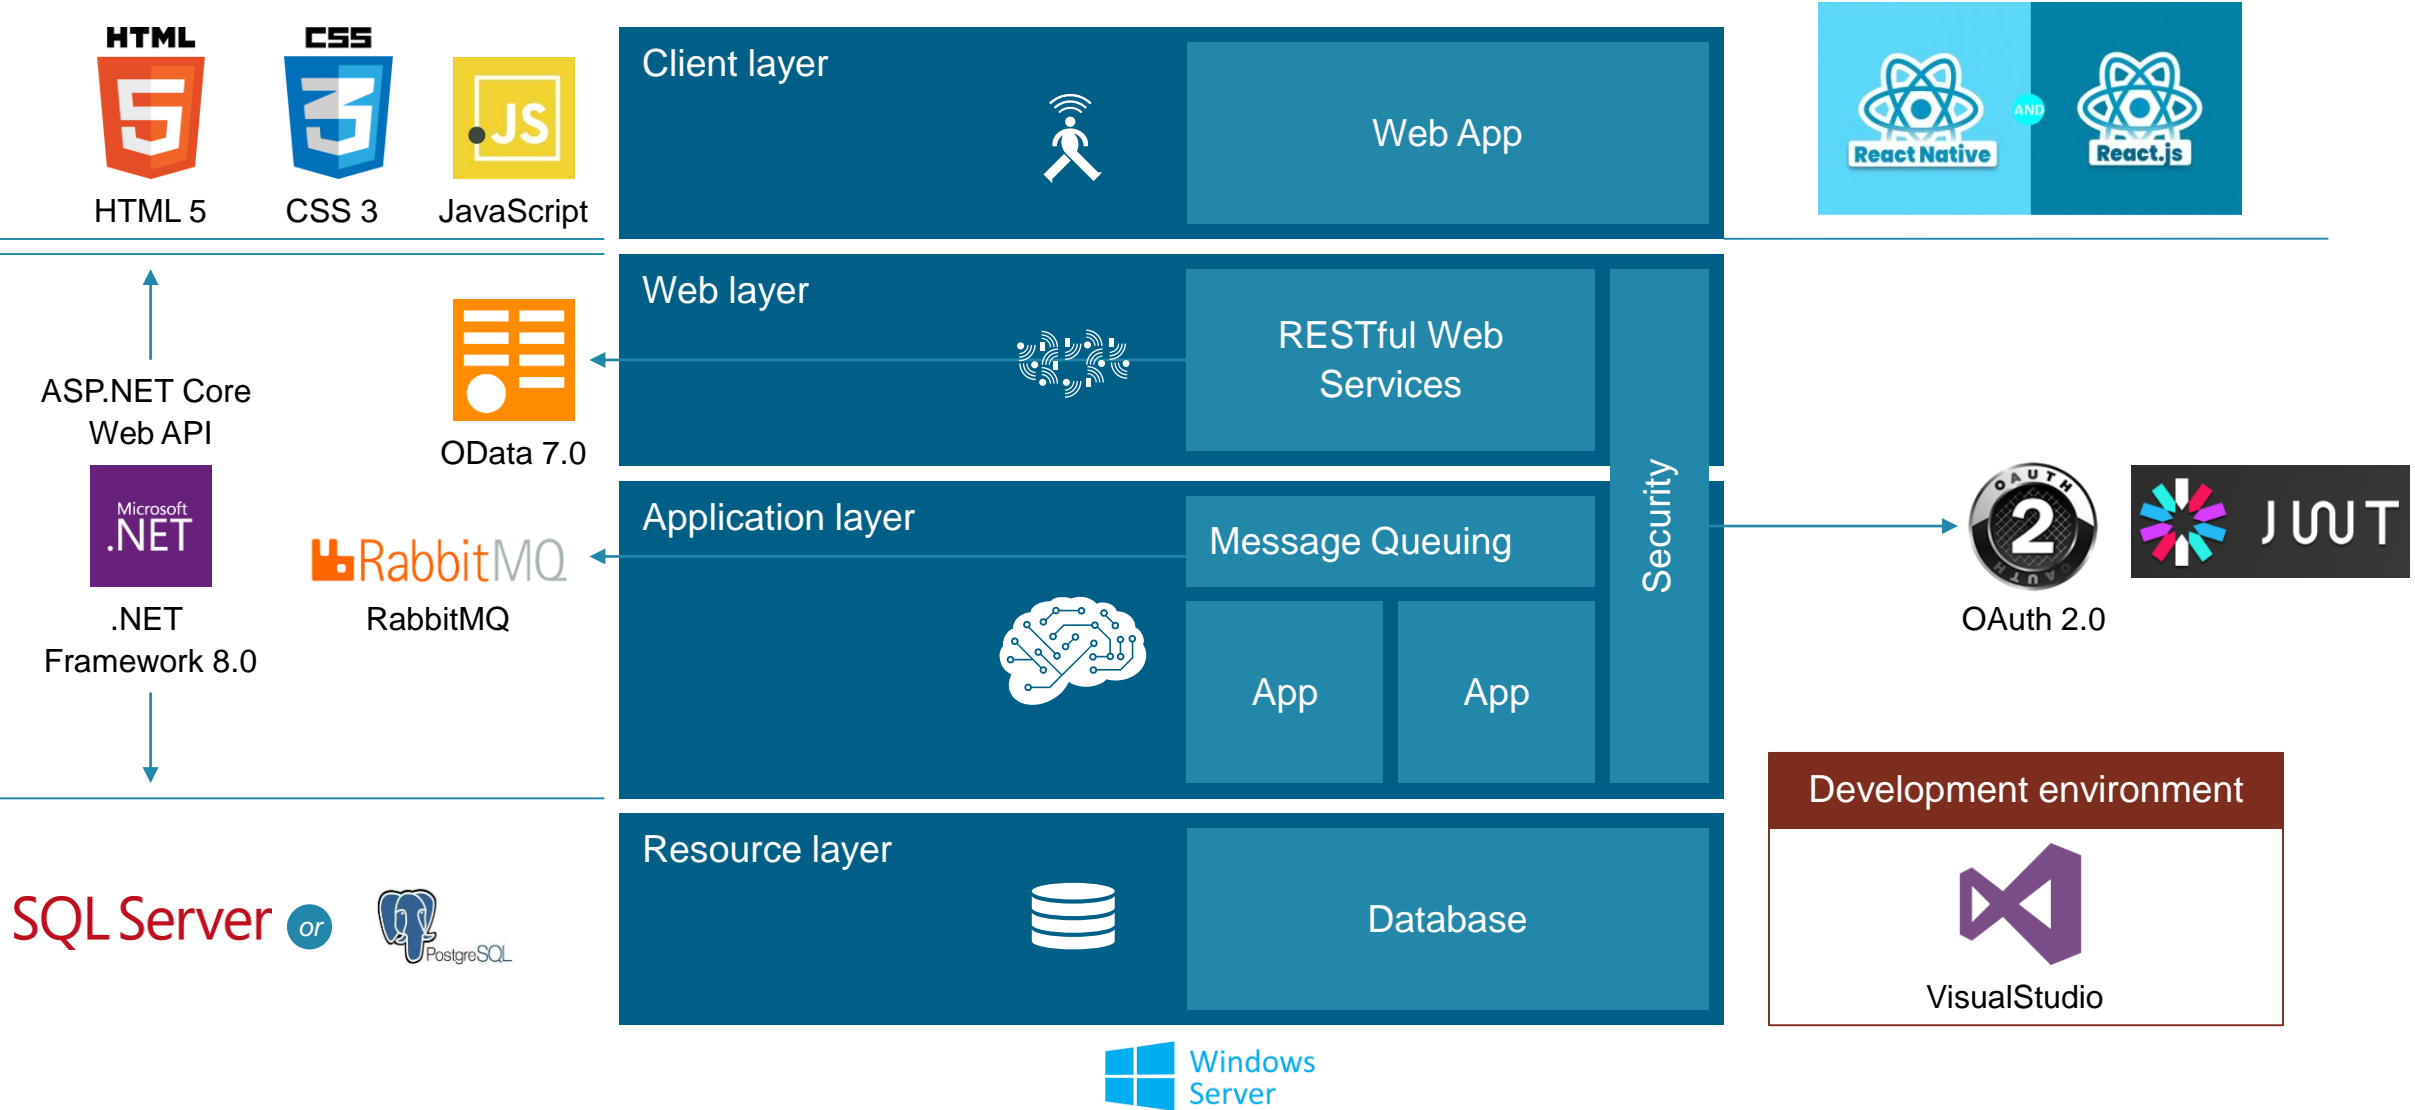 HTML
CSS
5
3
JS
HTML 5
CSS 3
JavaScript
Client layer
Web App
React Native
AND
React.js
ASP.NET Core
Web API
Microsoft
.NET
.NET
Framework 8.0
OData 7.0
RabbitMQ
RabbitMQ
Web layer
RESTful Web
Services
Application layer
Message Queuing
App
App
Security
OAUTH
2
OAUTH
OAuth 2.0
JWT
SQL Server
or
PostgreSQL
Resource layer
Database
Development environment
VisualStudio
Windows
Server